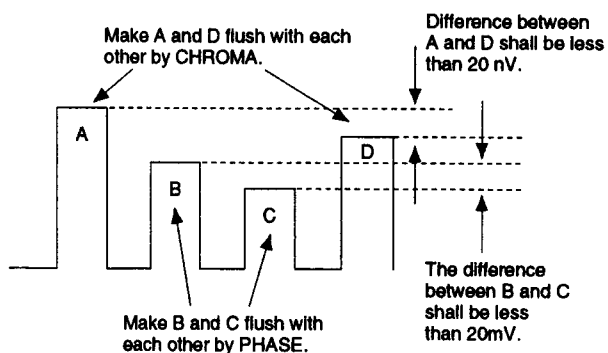 Make A and D flush with each
other by CHROMA.
Difference between
A and D shall be less
than 20 nV.
A
B
C
D
Make B and C flush with
each other by PHASE.
The difference
between B and C
shall be less
than 20mV.